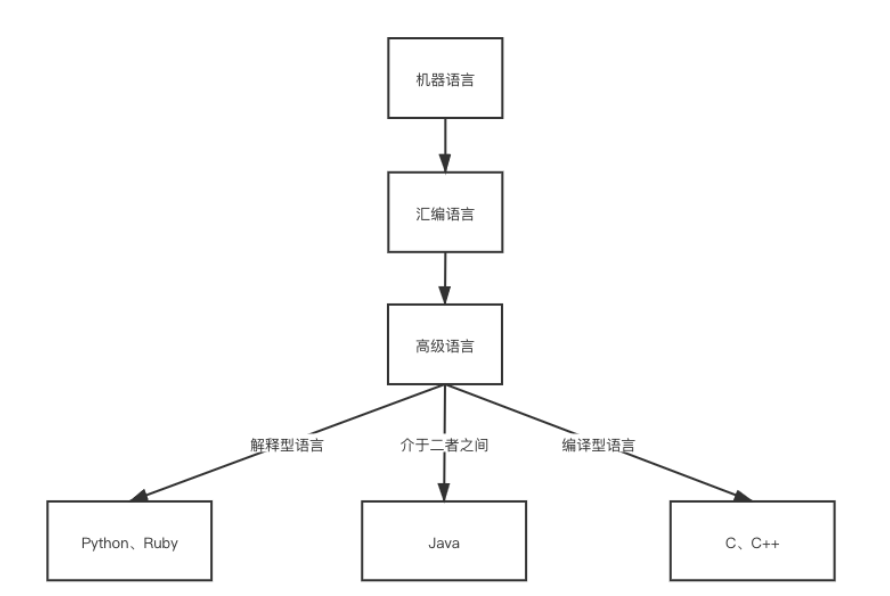 机器语言
汇编语言
高级语言
解释型语言
介于二者之间
编译型语言
Python、Ruby
Java
C、C++